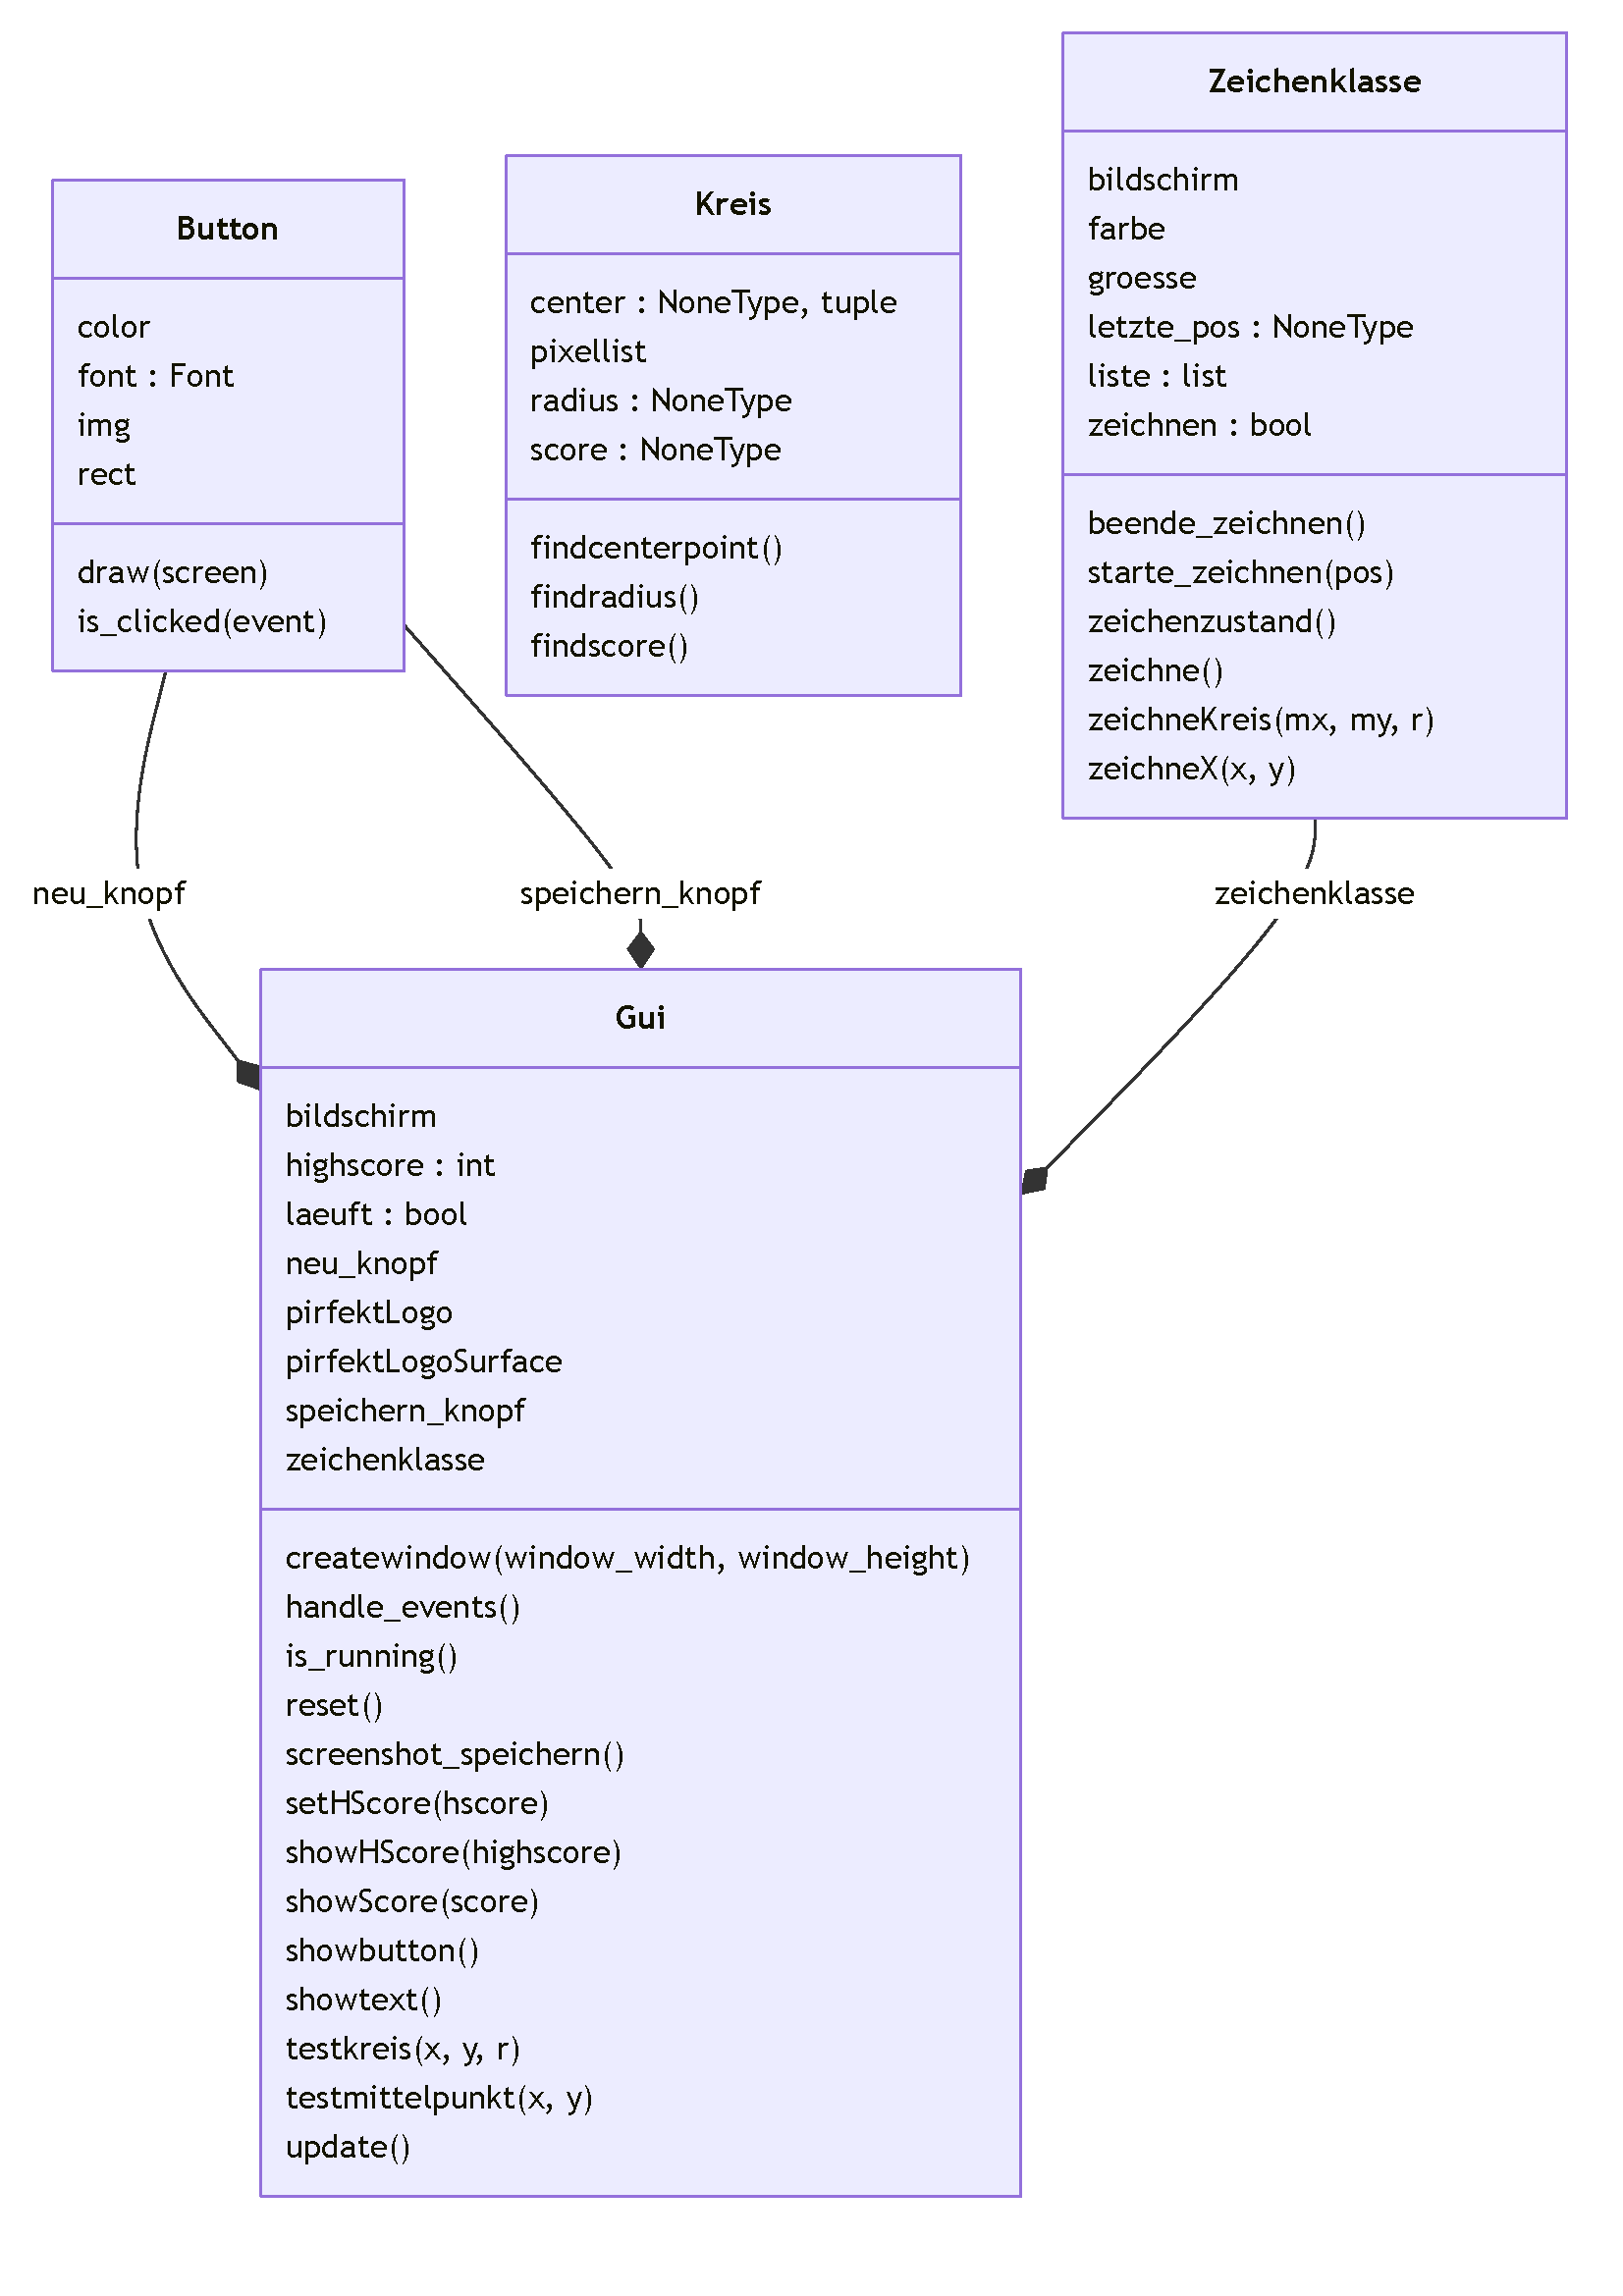 Button
color
font : Font
img
rect
draw(screen)
is_clicked(event)
Kreis
center : NoneType, tuple
pixellist
radius : NoneType
score : NoneType
findcenterpoint()
findradius()
findscore()
Zeichenklasse
bildschirm
farbe
groesse
letzte_pos : NoneType
liste : list
zeichnen : bool
beende_zeichnen()
starte_zeichnen(pos)
zeichenzustand()
zeichne()
zeichneKreis(mx, my, r)
zeichneX(x, y)
neu_knopf
speichern_knopf
zeichenklasse
Gui
bildschirm
highscore : int
laeuft : bool
neu_knopf
pirfektLogo
pirfektLogoSurface
speichern_knopf
zeichenklasse
createwindow(window_width, window_height)
handle_events()
is_running()
reset()
screenshot_speichern()
setHScore(hscore)
showHScore(highscore)
showScore(score)
showbutton()
showtext()
testkreis(x, y, r)
testmittelpunkt(x, y)
update()